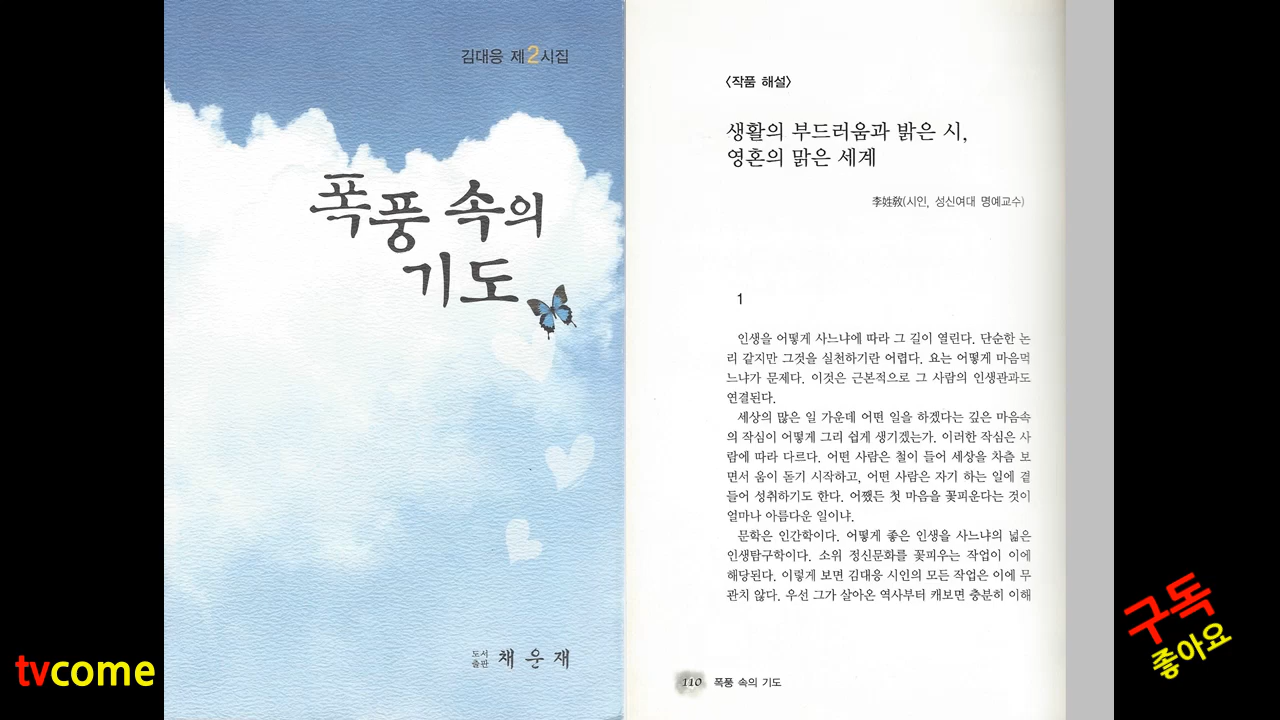 김대응 제2시집
폭풍 속의
기도
도서
출판 채운재
〈작품 해설〉
생활의 부드러움과 밝은 시,
영혼의 맑은 세계
李姓敎(시인, 성신여대 명예교수)
1
인생을 어떻게 사느냐에 따라 그 길이 열린다. 단순한 논
리 같지만 그것을 실천하기란 어렵다. 요는 어떻게 마음먹
느냐가 문제다. 이것은 근본적으로 그 사람의 인생관과도
연결된다.
세상의 많은 일 가운데 어떤 일을 하겠다는 깊은 마음속
의 작심이 어떻게 그리 쉽게 생기겠는가. 이러한 작심은 사
람에 따라 다르다. 어떤 사람은 철이 들어 세상을 차츰 보
면서 움이 돋기 시작하고, 어떤 사람은 자기 하는 일에 곁
들어 성취하기도 한다. 어쨌든 첫 마음을 꽃피운다는 것이
얼마나 아름다운 일이냐.
문학은 인간학이다. 어떻게 좋은 인생을 사느냐의 넓은
인생탐구학이다. 소위 정신문화를 꽃피우는 작업이 이에
해당된다. 이렇게 보면 김대응 시인의 모든 작업은 이에 무
관치 않다. 우선 그가 살아온 역사부터 캐보면 충분히 이해
110 폭풍 속의 기도
tvcome
구독
좋아요